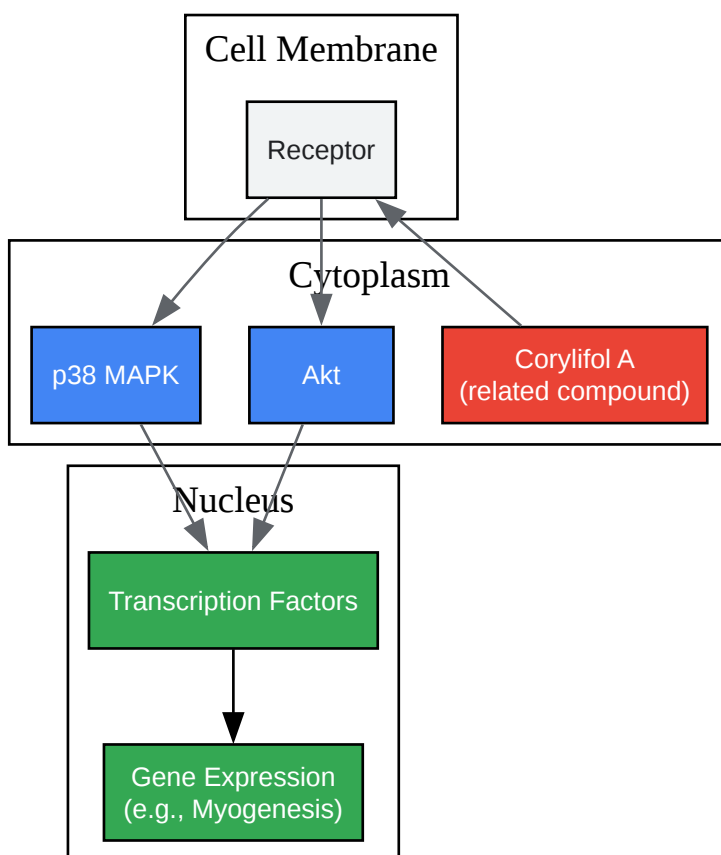 Cell Membrane
Receptor
Cytoplasm
p38 MAPK
Akt
Corylifol A
(related compound)
Nucleus
Transcription Factors
Gene Expression
(e.g., Myogenesis)